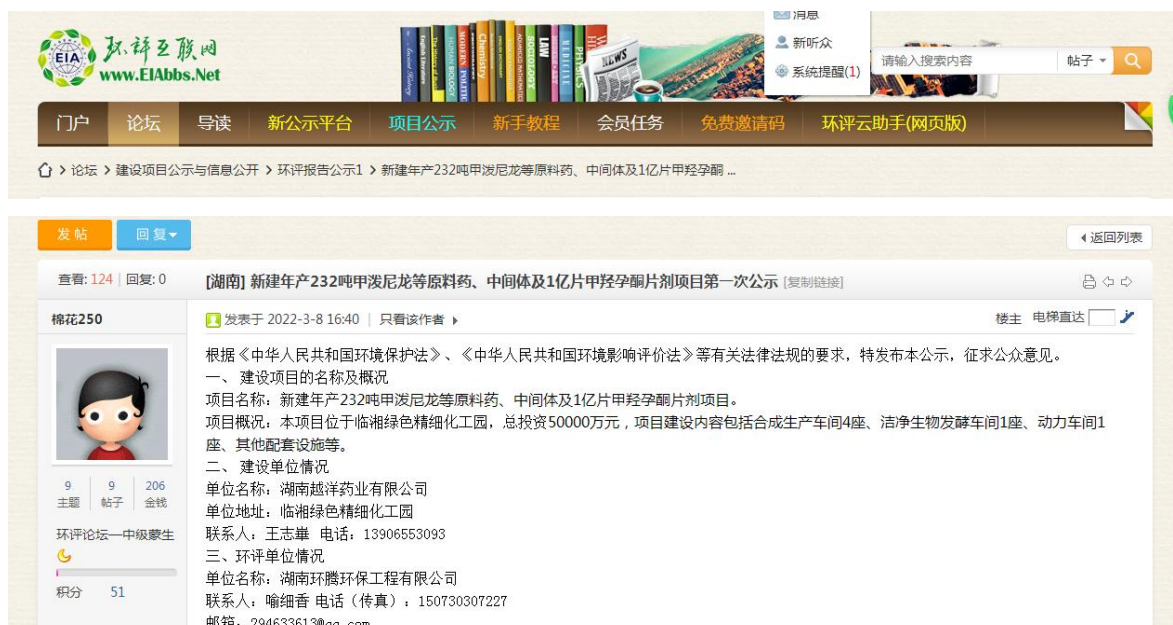 消息
新听众
系统提醒(1)
EIA
环评互联网
www.EIAbbs.Net
NEWS
请输入搜索内容
帖子
门户 论坛 导读 新公示平台 项目公示 新手教程 会员任务 免费邀请码 环评云助手(网页版)
论坛 > 建设项目公示与信息公开 > 环评报告公示1 > 新建年产232吨甲泼尼龙等原料药、中间体及1亿片甲羟孕酮 ...
发帖 回复
返回列表
查看: 124 | 回复: 0
[湖南] 新建年产232吨甲泼尼龙等原料药、中间体及1亿片甲羟孕酮片剂项目第一次公示 [复制链接]
棉花250
发表于 2022-3-8 16:40 | 只看该作者
楼主 电梯直达
根据《中华人民共和国环境保护法》、《中华人民共和国环境影响评价法》等有关法律法规的要求，特发布本公示，征求公众意见。
一、 建设项目的名称及概况
项目名称：新建年产232吨甲泼尼龙等原料药、中间体及1亿片甲羟孕酮片剂项目。
项目概况：本项目位于临湘绿色精细化工园，总投资50000万元，项目建设内容包括合成生产车间4座、洁净生物发酵车间1座、动力车间1
座、其他配套设施等。
二、 建设单位情况
单位名称：湖南越洋药业有限公司
单位地址：临湘绿色精细化工园
联系人：王志 电话：13906553093
三、环评单位情况
单位名称：湖南环腾环保工程有限公司
联系人：喻细香 电话（传真）：150730307227
邮箱：294633613@qq.com
9 9 206
主题 帖子 金钱
环评论坛—中级蒙生
积分 51